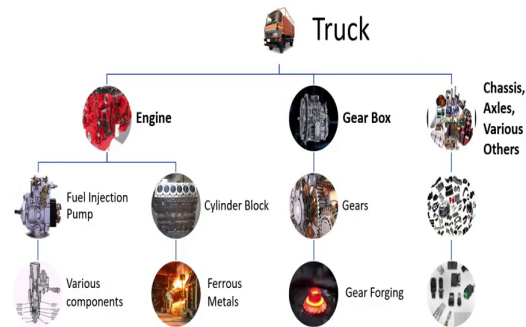 Truck
Engine
Gear Box
Chassis,
Axles,
Various
Others
Fuel Injection
Pump
Cylinder Block
Gears
Various
components
Ferrous
Metals
Gear Forging